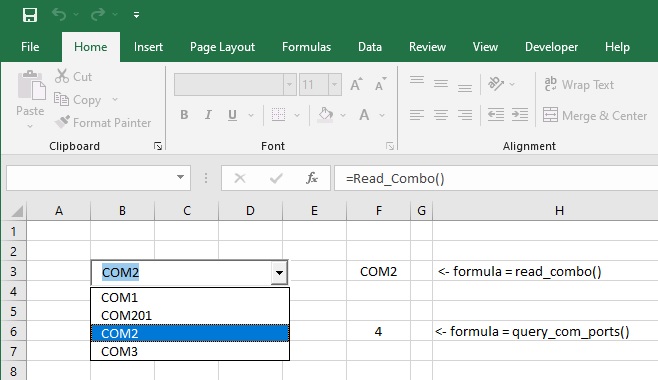 File Home Insert Page Layout Formulas Data Review View Developer Help
Paste
Cut
Copy
Format Painter
11 A A
B I U A
ab
c
Wrap Text
Merge & Center
Clipboard Font Alignment
fx =Read_Combo()
A B C D E F G H
1
2
3 COM2 COM2 <- formula = read_combo()
4 COM1
5 COM201
6 COM2 4 <- formula = query_com_ports()
7 COM3
8